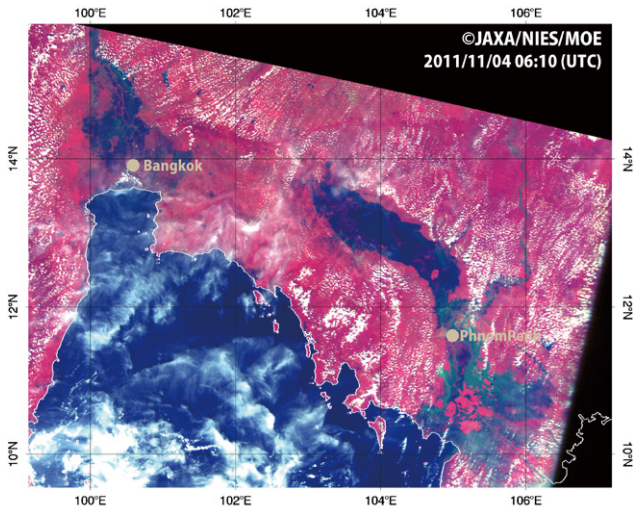 100°E 102°E 104°E 106°E
©JAXA/NIES/MOE
2011/11/04 06:10 (UTC)
14°N 14°N
Bangkok
12°N 12°N
PhnomPenh
10°N 10°N
100°E 102°E 104°E 106°E